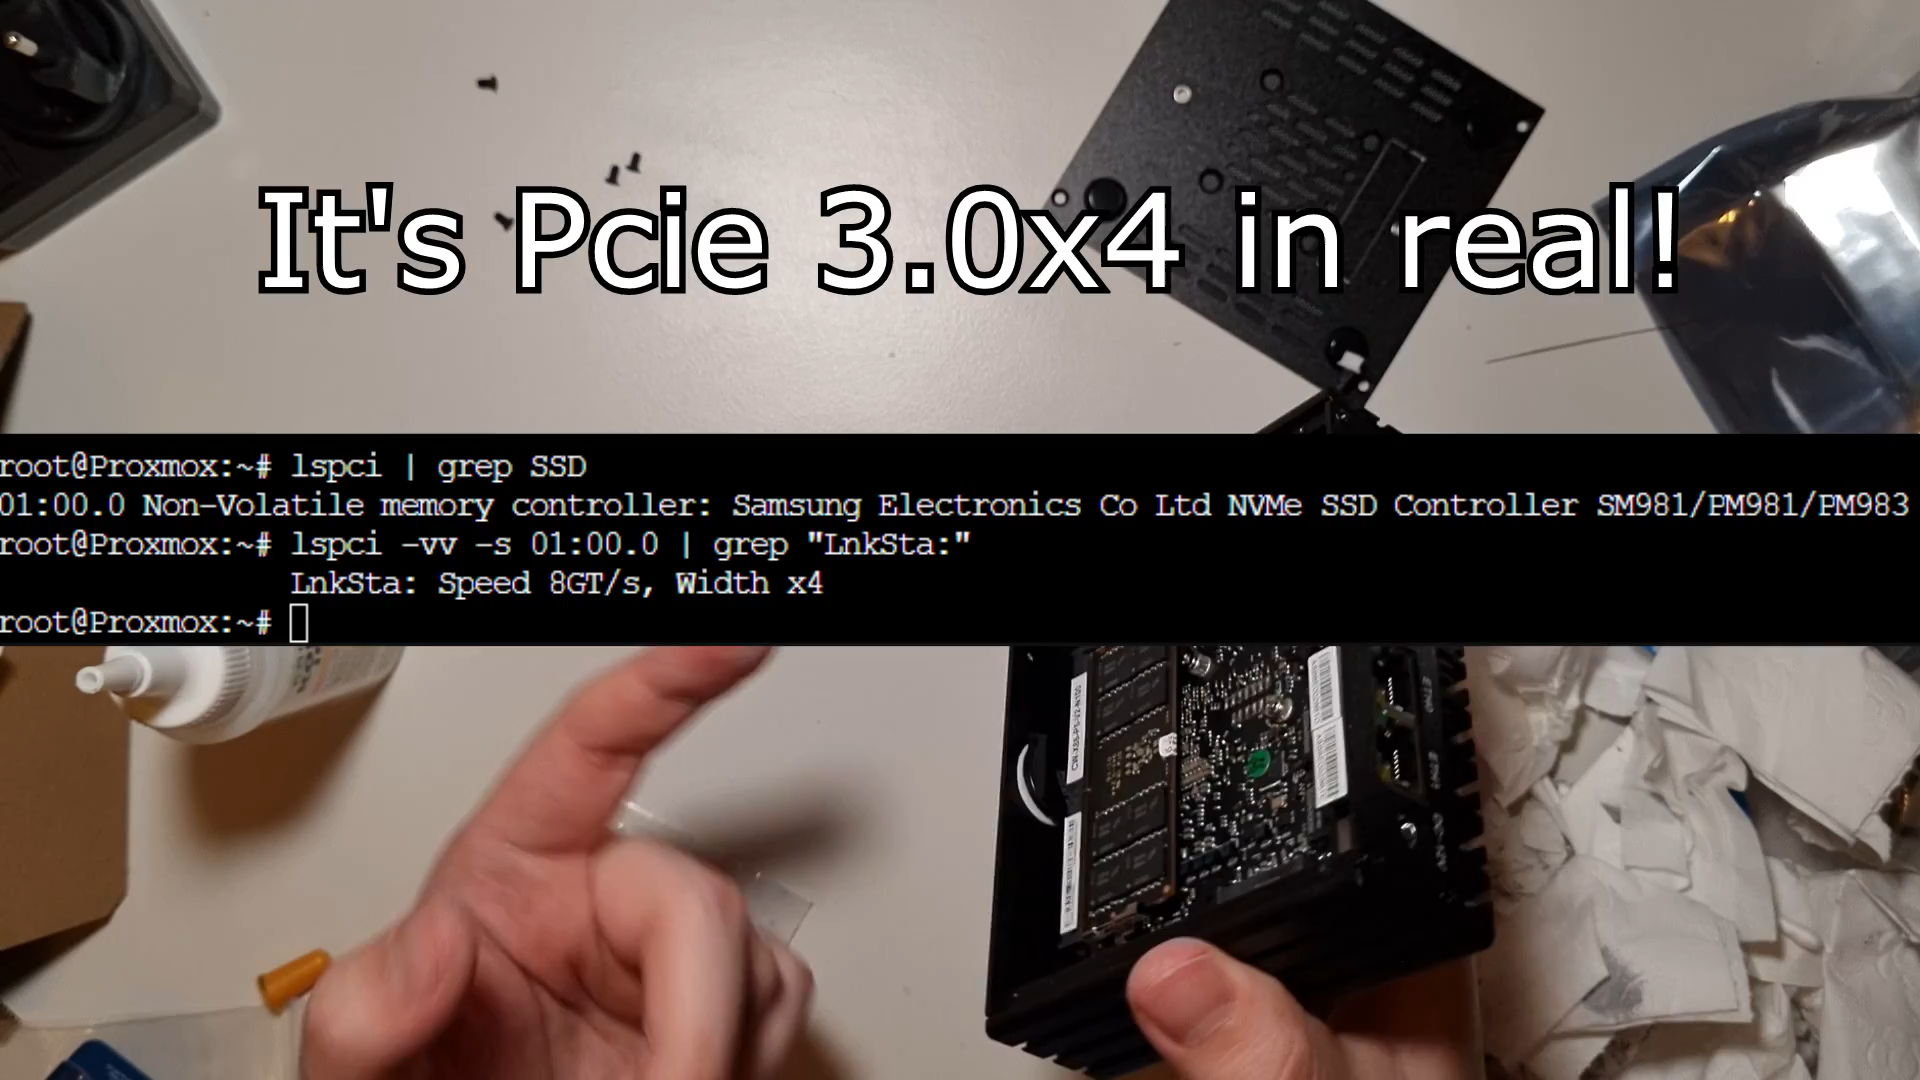 It's Pcie 3.0x4 in real!
root@Proxmox:~# lspci | grep SSD
01:00.0 Non-Volatile memory controller: Samsung Electronics Co Ltd NVMe SSD Controller SM981/PM981/PM983
root@Proxmox:~# lspci -vv -s 01:00.0 | grep "LnkSta:"
LnkSta: Speed 8GT/s, Width x4
root@Proxmox:~#